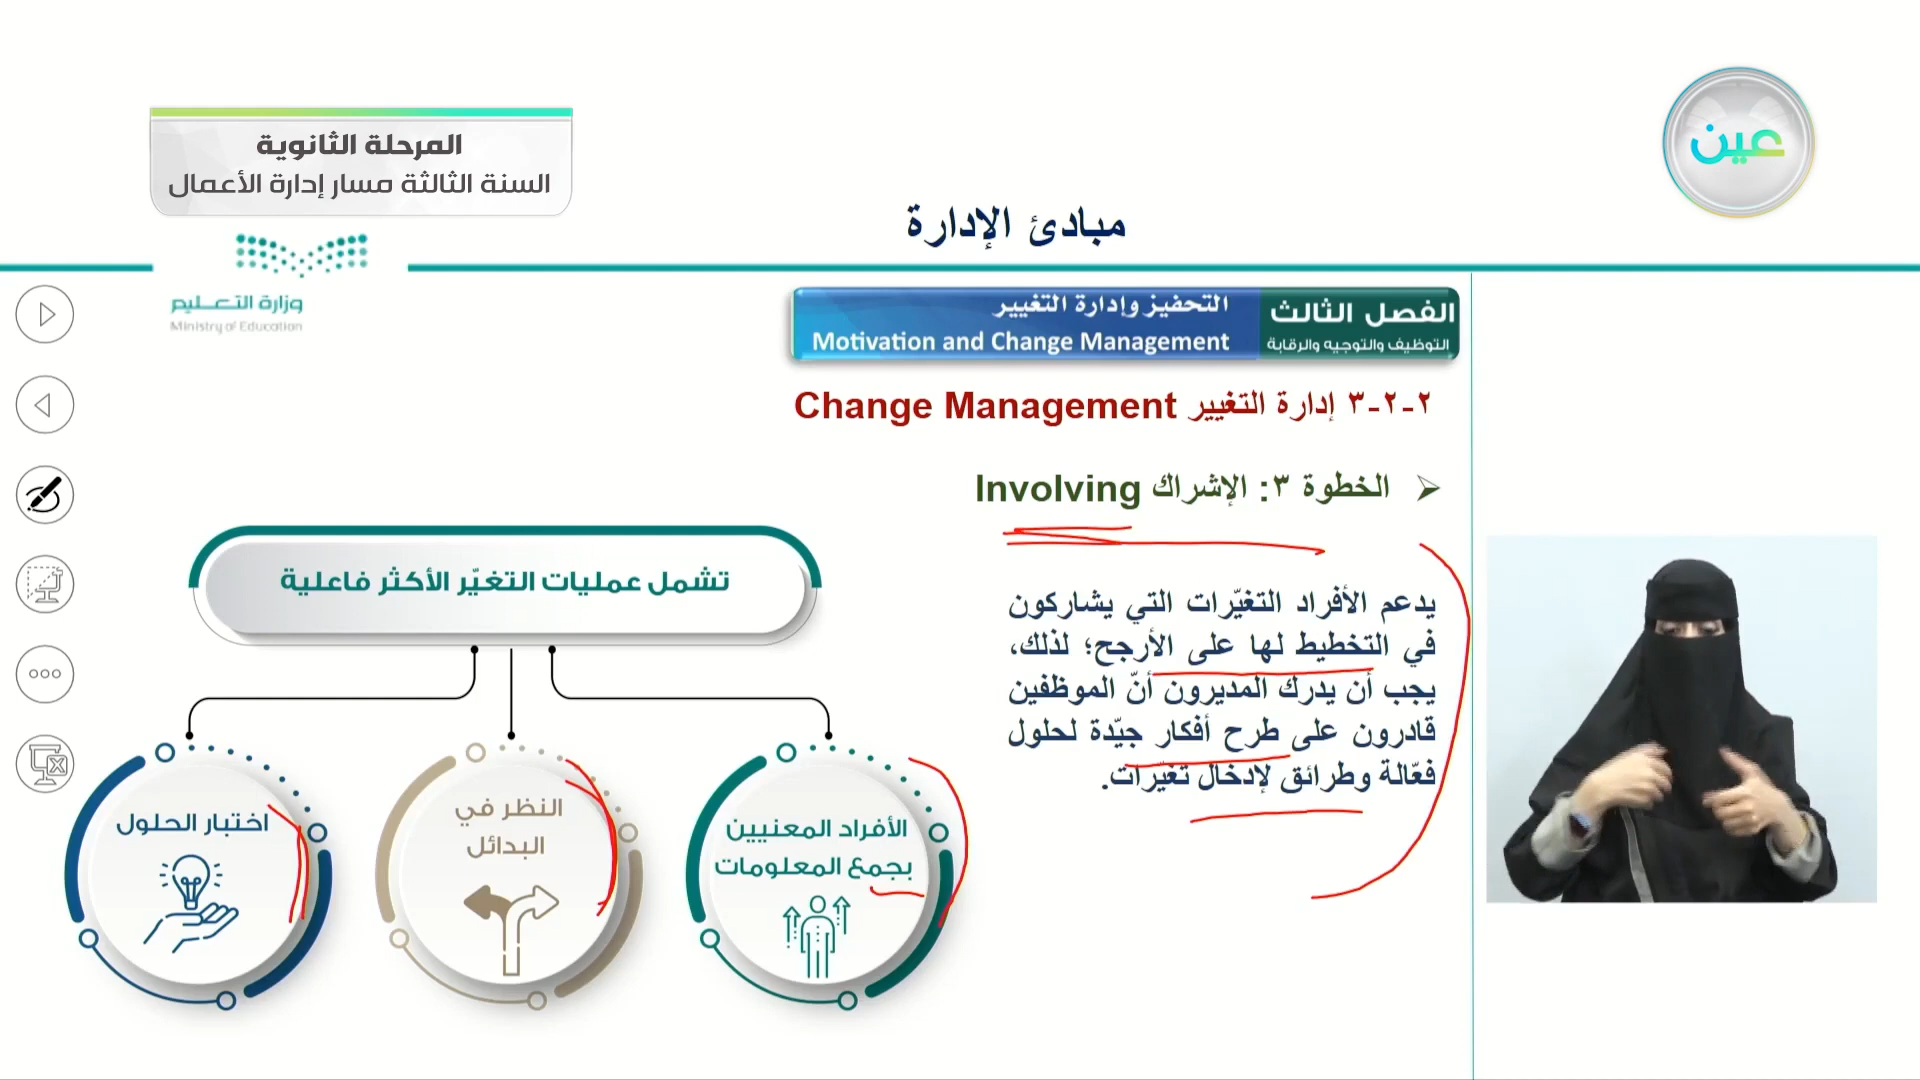 المرحلة الثانوية
السنة الثالثة مسار إدارة الأعمال
عين
مبادئ الإدارة
وزارة التعليم
Ministry of Education
الفصل الثالث
التوظيف والتوجيه والرقابة
التحفيز وإدارة التغيير
Motivation and Change Management
٣-٢-٢ إدارة التغيير Change Management
الخطوة ٣: الإشراك Involving
يدعم الأفراد التغيّرات التي يشاركون
في التخطيط لها على الأرجح؛ لذلك،
يجب أن يدرك المديرون أنّ الموظفين
قادرون على طرح أفكار جيّدة لحلول
فعّالة وطرائق لإدخال تغيّرات.
تشمل عمليات التغيّر الأكثر فاعلية
الأفراد المعنيين
بجمع المعلومات
النظر في
البدائل
اختبار الحلول